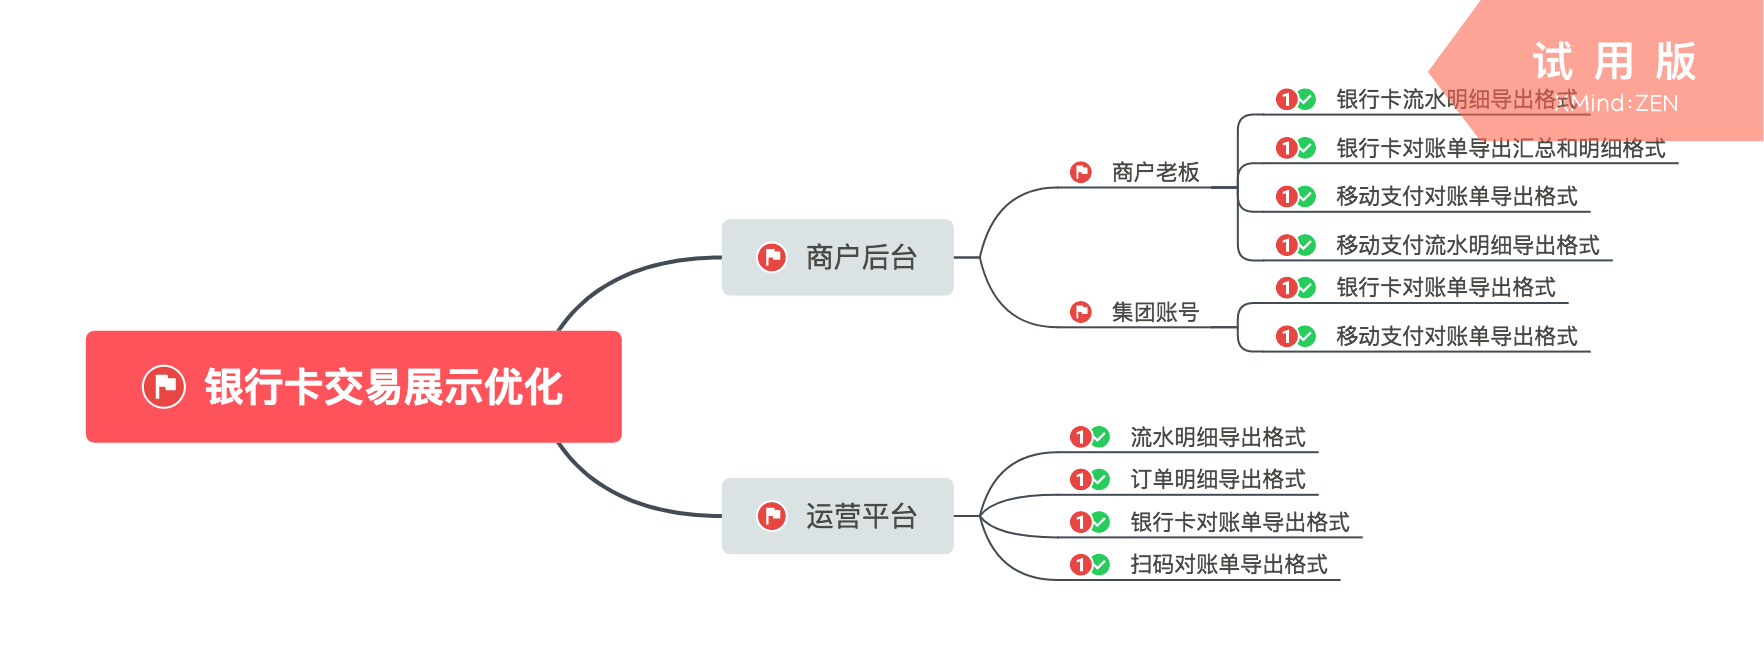 试用版
XMind:ZEN
银行卡交易展示优化
商户后台
商户老板
1 银行卡流水明细导出格式
1 银行卡对账单导出汇总和明细格式
1 移动支付对账单导出格式
1 移动支付流水明细导出格式
集团账号
1 银行卡对账单导出格式
1 移动支付对账单导出格式
运营平台
1 流水明细导出格式
1 订单明细导出格式
1 银行卡对账单导出格式
1 扫码对账单导出格式